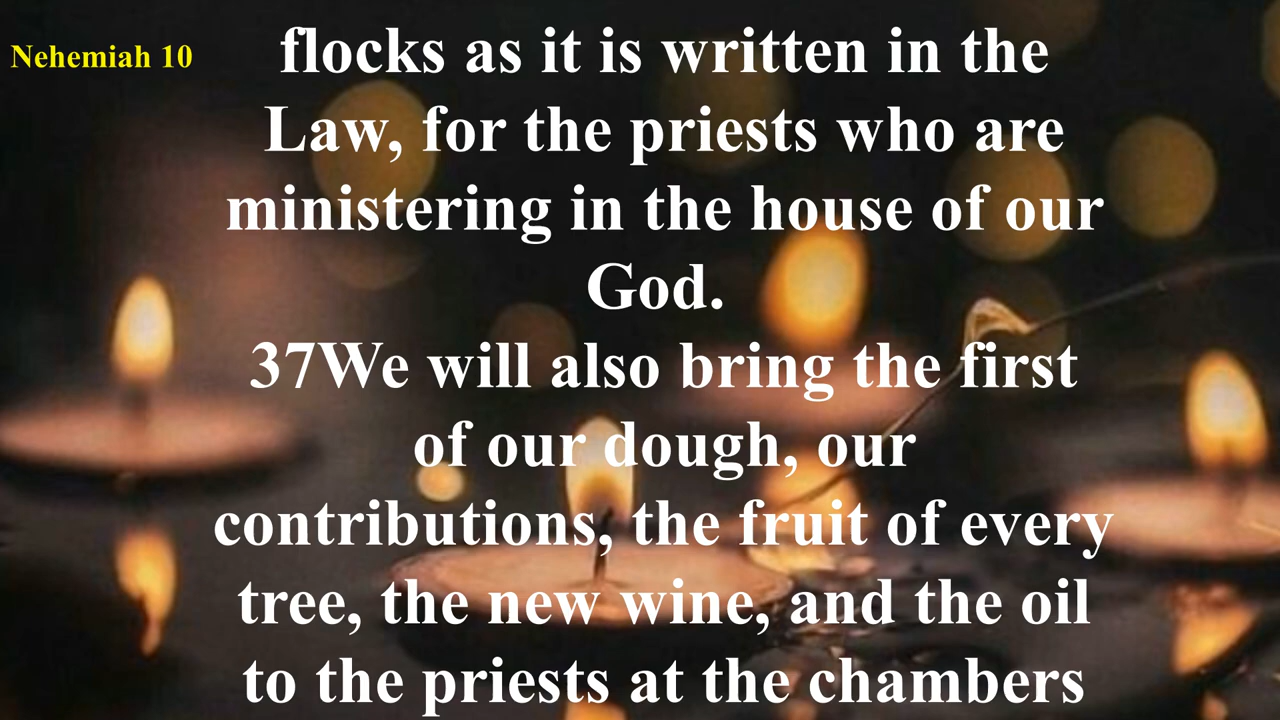 Nehemiah 10
flocks as it is written in the
Law, for the priests who are
ministering in the house of our
God.
37We will also bring the first
of our dough, our
contributions, the fruit of every
tree, the new wine, and the oil
to the priests at the chambers